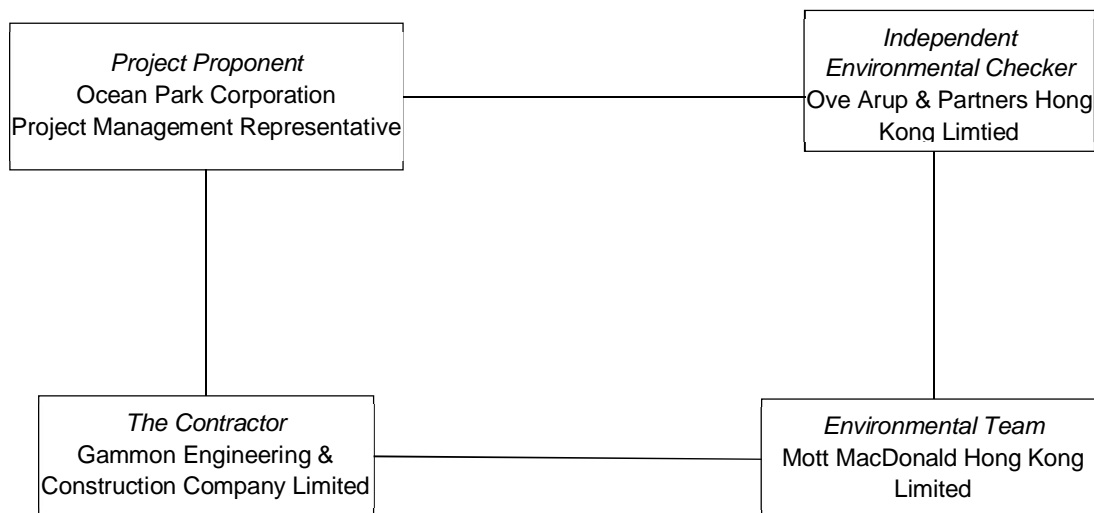 Project Proponent
Ocean Park Corporation
Project Management Representative
Independent
Environmental Checker
Ove Arup & Partners Hong
Kong Limtied
The Contractor
Gammon Engineering &
Construction Company Limited
Environmental Team
Mott MacDonald Hong Kong
Limited